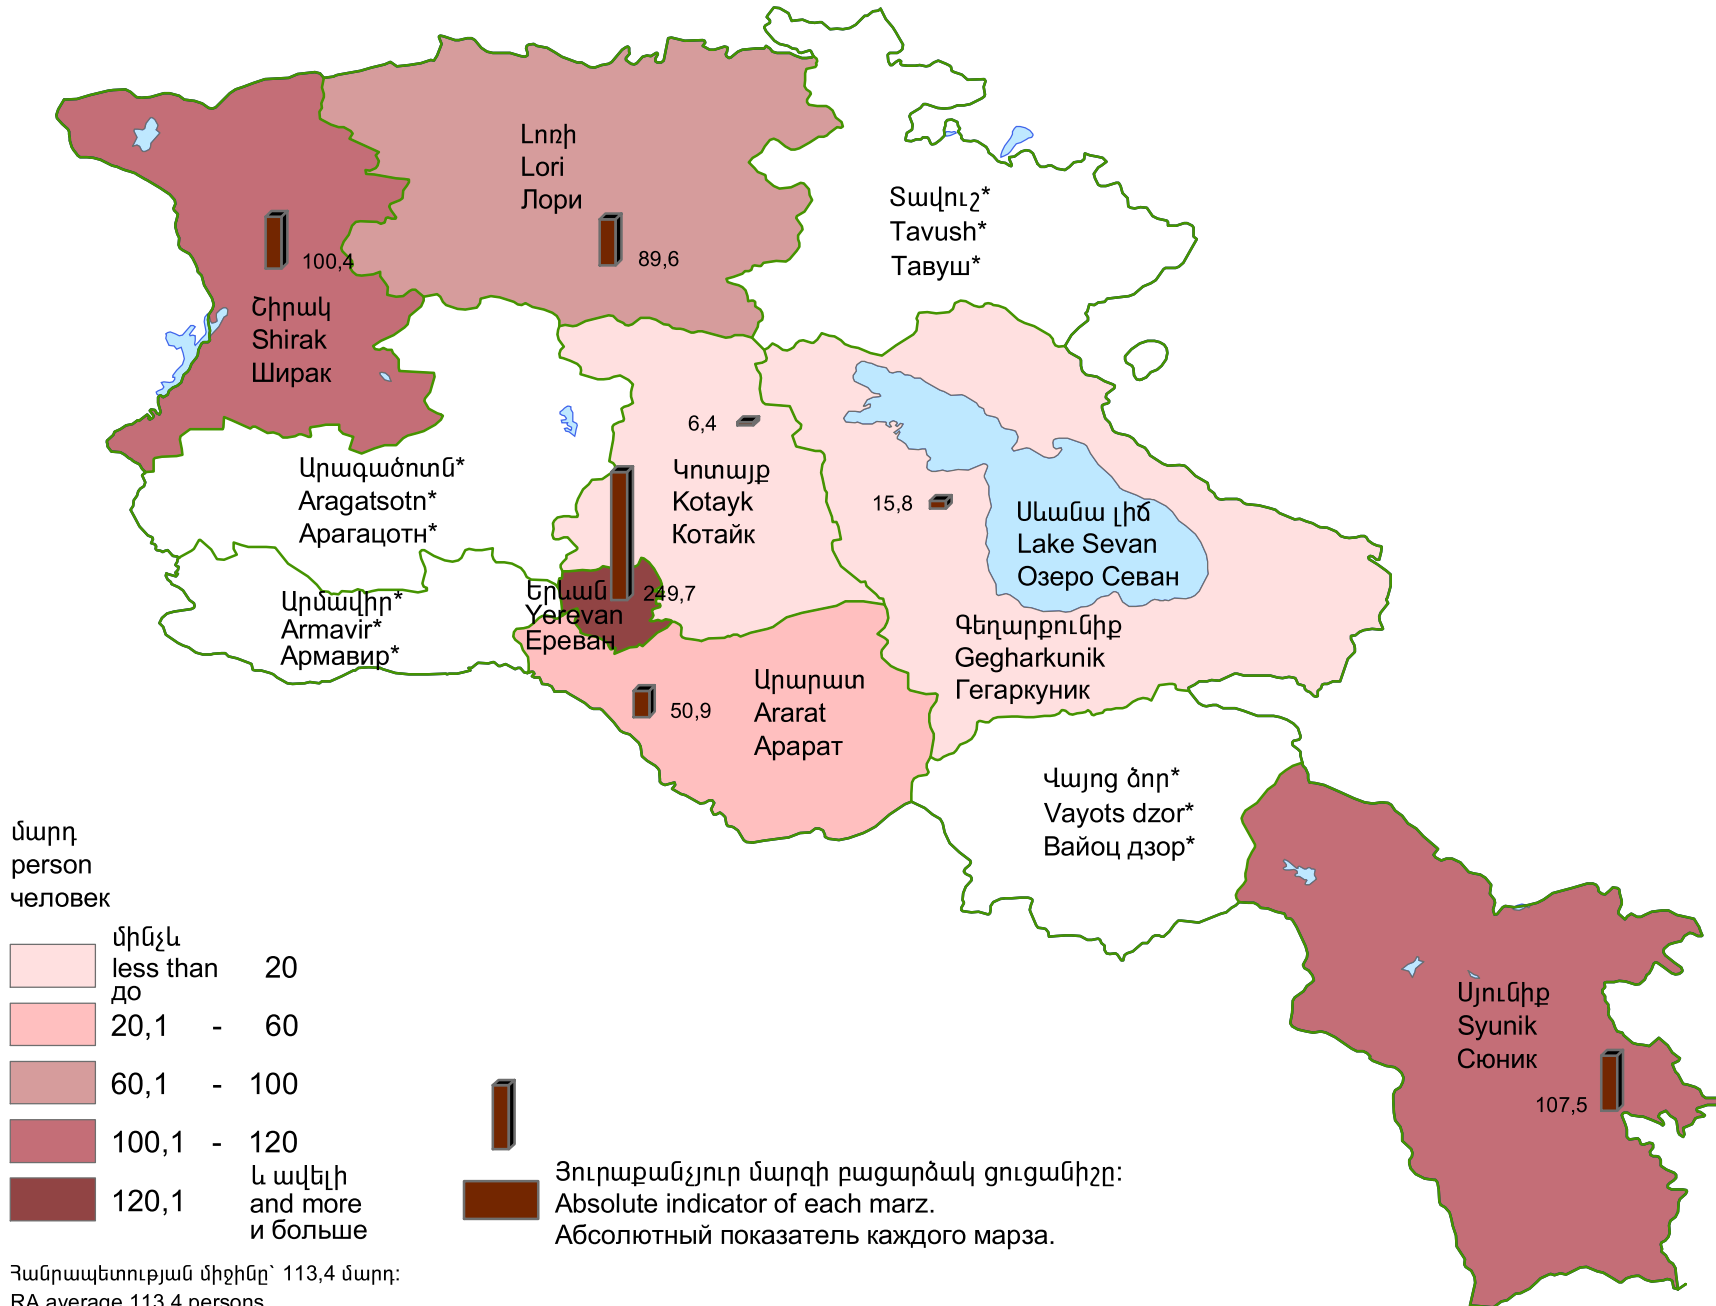 Լոռի
Lori
Лори
89,6
Տավուշ*
Tavush*
Тавуш*
100,4
Շիրակ
Shirak
Ширак
6,4
Կոտայք
Kotayk
Котайк
Արագածոտն*
Aragatsotn*
Арагацотн*
15,8
Սևանա լիճ
Lake Sevan
Озеро Севан
Արմավիր*
Armavir*
Армавир*
Երևան
Yerevan
Ереван
249,7
Գեղարքունիք
Gegharkunik
Гегаркуник
Արարատ
Ararat
Арарат
50,9
Վայոց ձոր*
Vayots dzor*
Вайоц дзор*
Սյունիք
Syunik
Сюник
107,5
մարդ
person
человек
մինչև
less than 20
до
20,1 - 60
60,1 - 100
100,1 - 120
120,1 և ավելի
and more
и больше
Յուրաքանչյուր մարզի բացարձակ ցուցանիշը:
Absolute indicator of each marz.
Абсолютный показатель каждого марза.
Հանրապետության միջինը` 113,4 մարդ:
RA average 113,4 persons